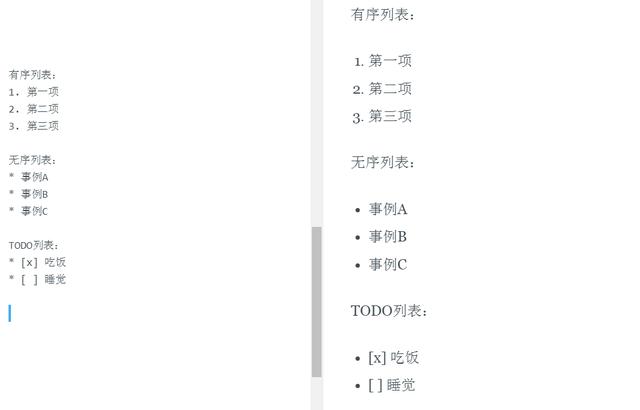 有序列表：
1. 第一项
2. 第二项
3. 第三项
无序列表：
* 事例A
* 事例B
* 事例C
TODO列表：
* [x] 吃饭
* [ ] 睡觉
有序列表：
1. 第一项
2. 第二项
3. 第三项
无序列表：
• 事例A
• 事例B
• 事例C
TODO列表：
• [x] 吃饭
• [ ] 睡觉